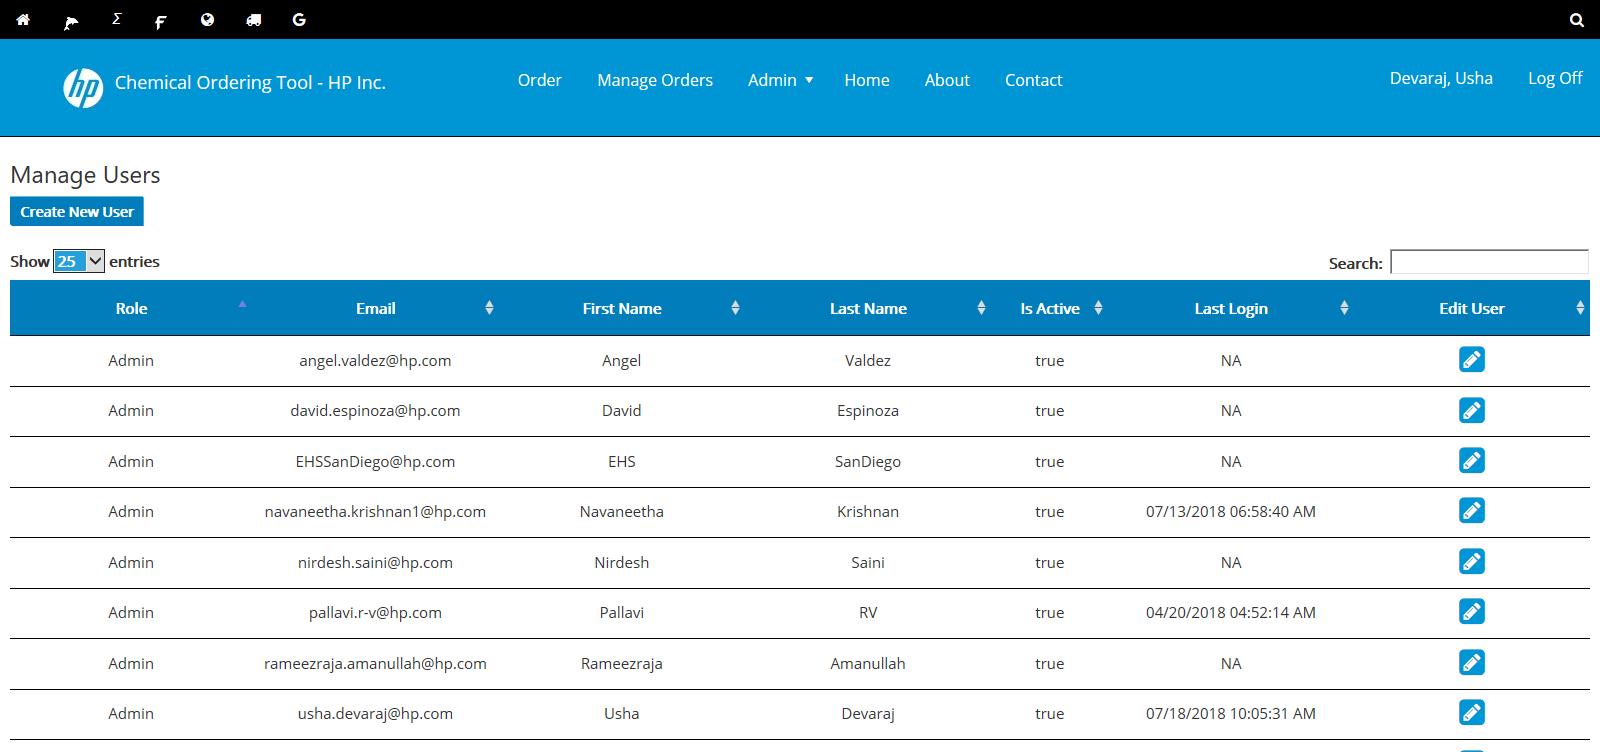 Σ F G
hp Chemical Ordering Tool - HP Inc. Order Manage Orders Admin Home About Contact Devaraj, Usha Log Off
Manage Users
Create New User
Show 25 entries Search:
Role Email First Name Last Name Is Active Last Login Edit User
Admin angel.valdez@hp.com Angel Valdez true NA
Admin david.espinoza@hp.com David Espinoza true NA
Admin EHSSanDiego@hp.com EHS SanDiego true NA
Admin navaneetha.krishnan1@hp.com Navaneetha Krishnan true 07/13/2018 06:58:40 AM
Admin nirdesh.saini@hp.com Nirdesh Saini true NA
Admin pallavi.r-v@hp.com Pallavi RV true 04/20/2018 04:52:14 AM
Admin rameezraja.amanullah@hp.com Rameezraja Amanullah true NA
Admin usha.devaraj@hp.com Usha Devaraj true 07/18/2018 10:05:31 AM